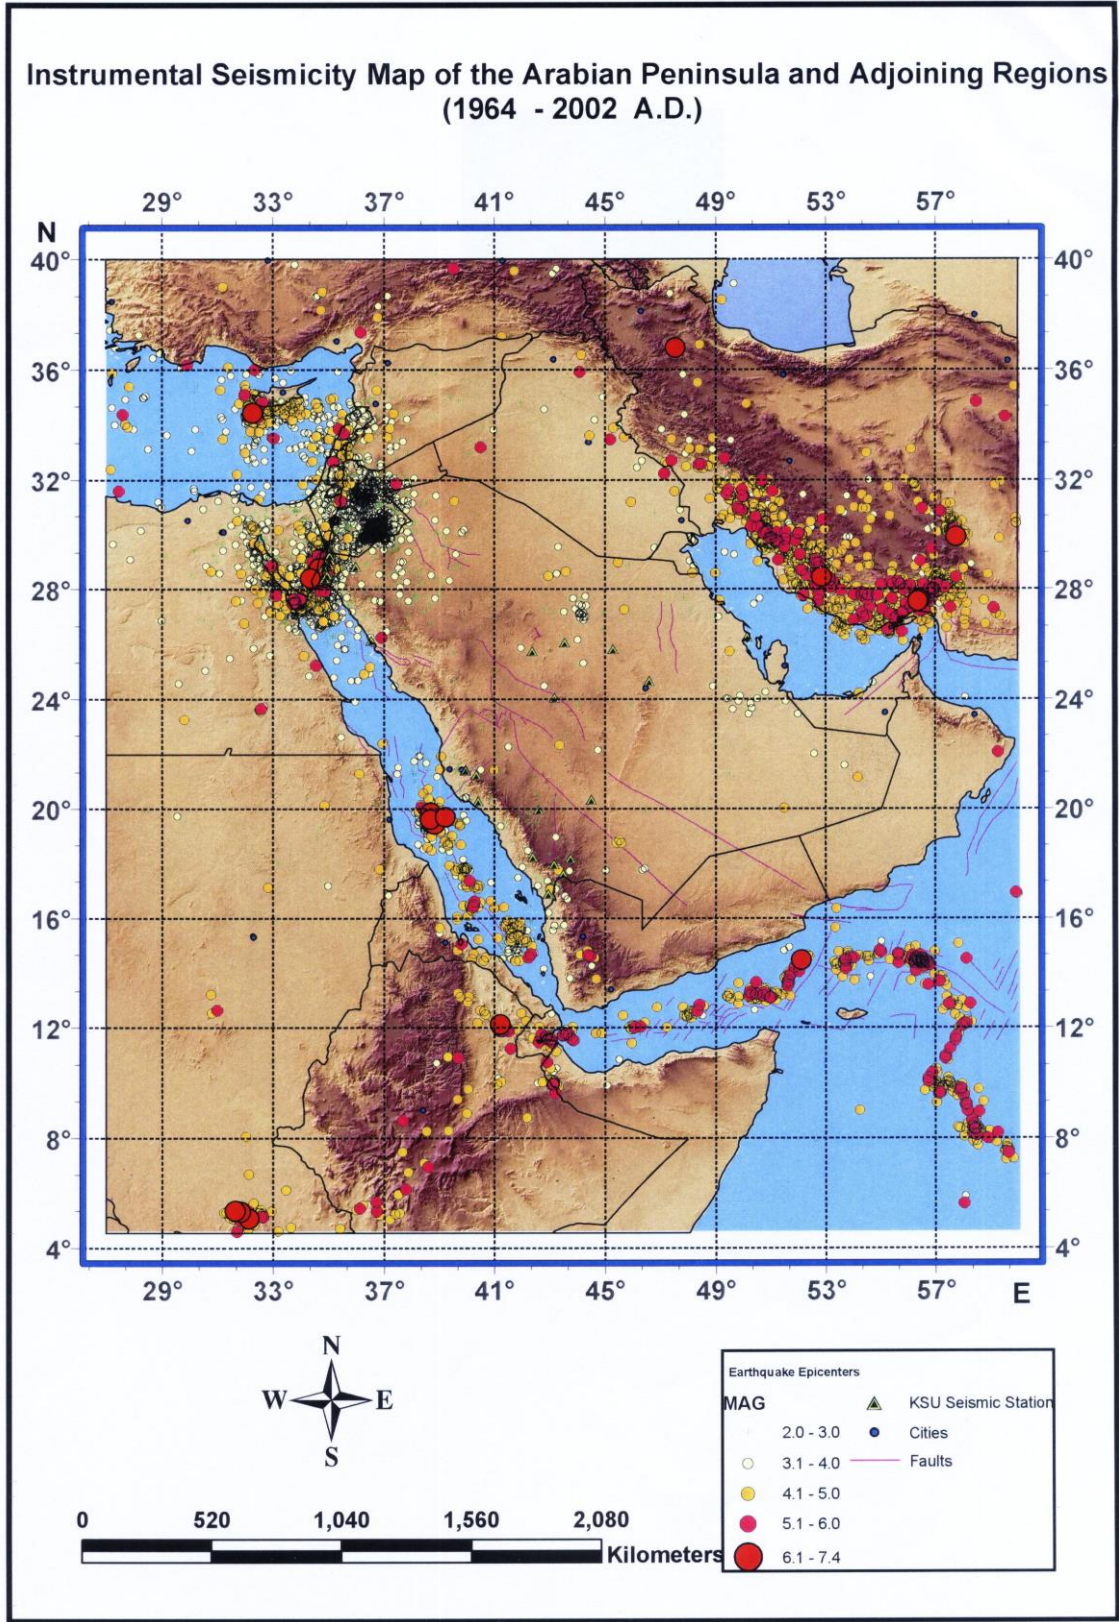 Instrumental Seismicity Map of the Arabian Peninsula and Adjoining Regions
(1964 - 2002 A.D.)
29° 33° 37° 41° 45° 49° 53° 57°
N
40° 40°
36° 36°
32° 32°
28° 28°
24° 24°
20° 20°
16° 16°
12° 12°
8° 8°
4° 4°
29° 33° 37° 41° 45° 49° 53° 57° E
N
W E
S
0 520 1,040 1,560 2,080
Kilometers
Earthquake Epicenters
MAG KSU Seismic Station
2.0 - 3.0 Cities
3.1 - 4.0 Faults
4.1 - 5.0
5.1 - 6.0
6.1 - 7.4